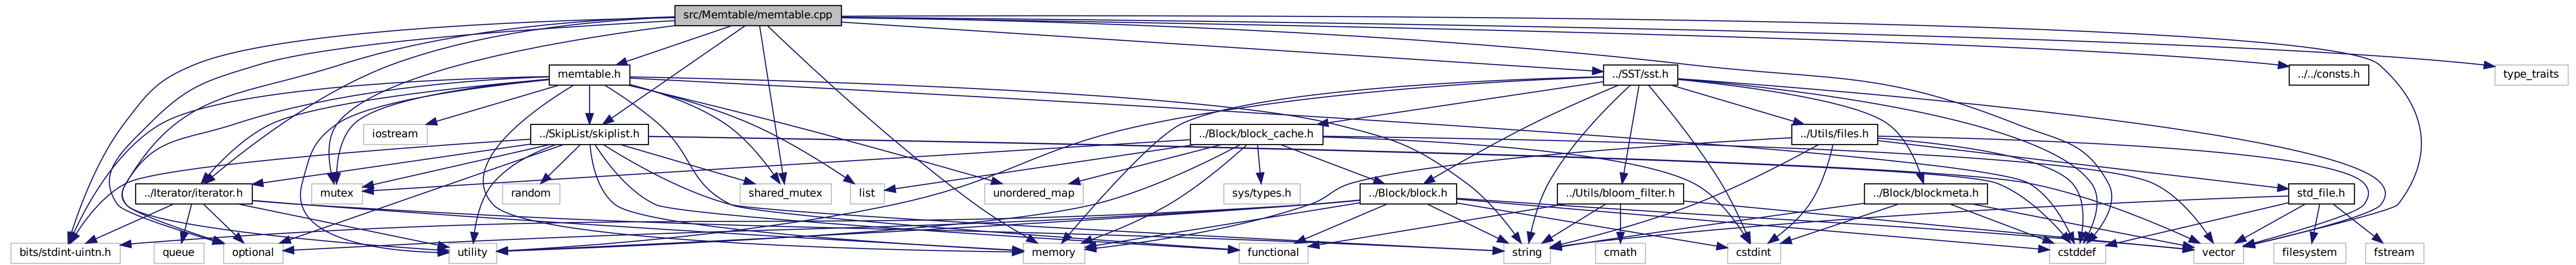 src/Memtable/memtable.cpp
memtable.h
../SST/sst.h
../../consts.h
type_traits
iostream
../SkipList/skiplist.h
../Block/block_cache.h
../Utils/files.h
../Iterator/iterator.h
mutex
random
shared_mutex
list
unordered_map
sys/types.h
../Block/block.h
../Utils/bloom_filter.h
../Block/blockmeta.h
std_file.h
bits/stdint-uintn.h
queue
optional
utility
memory
functional
string
cmath
cstdint
cstddef
vector
filesystem
fstream